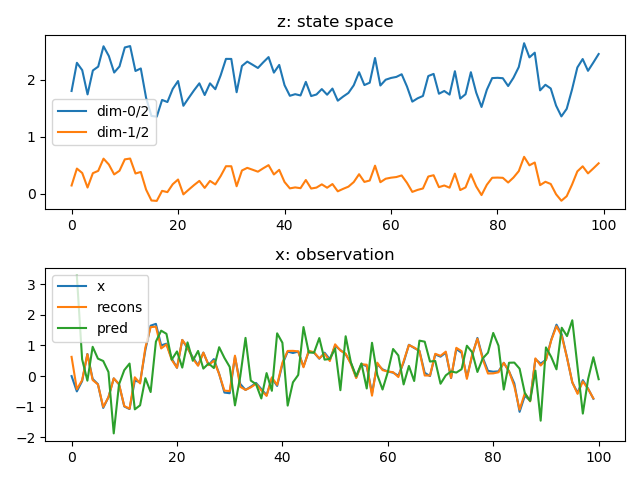 z: state space
2
1
0
dim-0/2
dim-1/2
0 20 40 60 80 100
x: observation
3
2
1
0
−1
−2
x
recons
pred
0 20 40 60 80 100